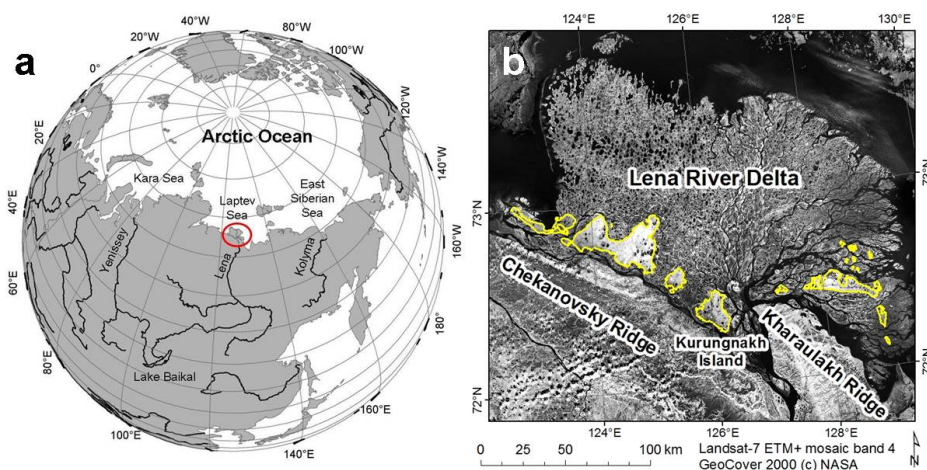 a
20°W
40°W
80°W
100°W
120°W
140°W
160°W
180°
160°E
140°E
120°E
100°E
80°E
60°E
40°E
20°E
0°
Arctic Ocean
Kara Sea
Laptev
Sea
East
Siberian
Sea
Yenissey
Lena
Kolyma
Lake Baikal
b
124°E
126°E
128°E
130°E
73°N
73°N
72°N
72°N
124°E
126°E
128°E
Lena River Delta
Chekanovsky Ridge
Kurungnakh
Island
Kharaulakh Ridge
0 25 50 100 km
Landsat-7 ETM+ mosaic band 4
GeoCover 2000 (c) NASA
N